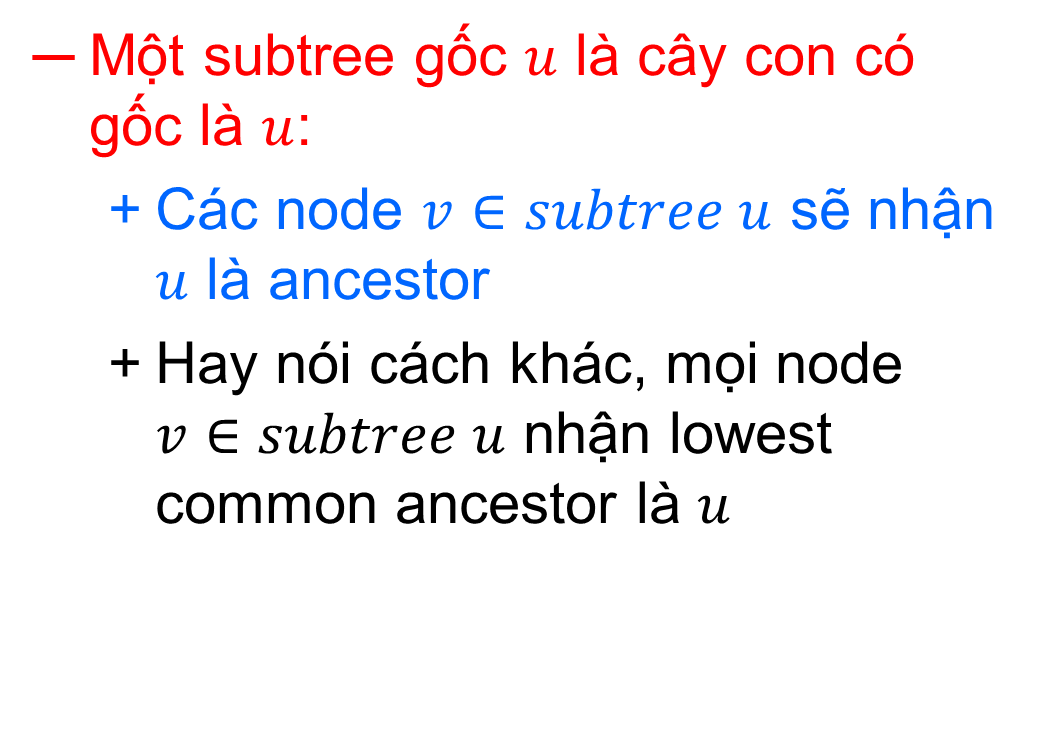 — Một subtree gốc 𝑢 là cây con có
gốc là 𝑢:
+ Các node 𝑣 ∈ 𝑠𝑢𝑏𝑡𝑟𝑒𝑒 𝑢 sẽ nhận
𝑢 là ancestor
+ Hay nói cách khác, mọi node
𝑣 ∈ 𝑠𝑢𝑏𝑡𝑟𝑒𝑒 𝑢 nhận lowest
common ancestor là 𝑢